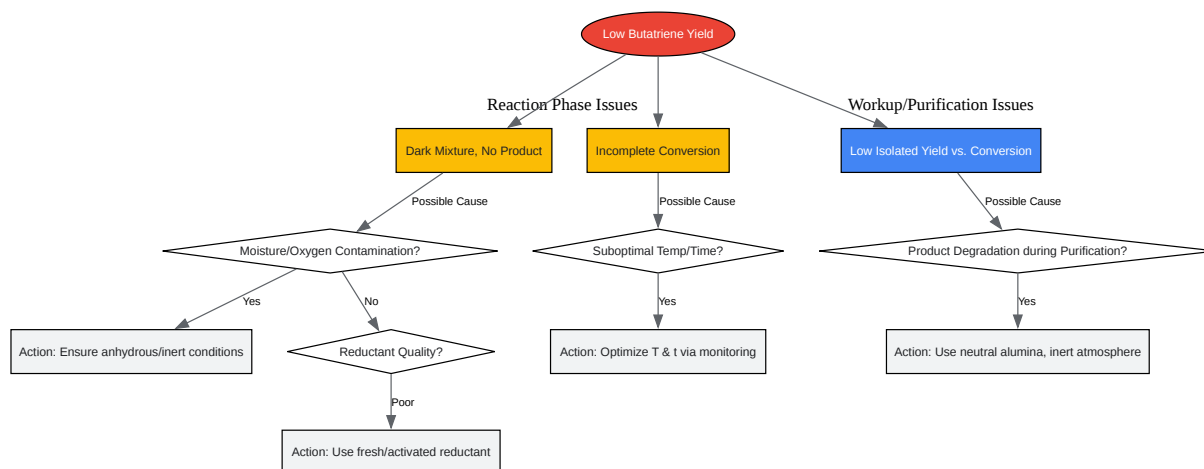 Low Butatriene Yield
Reaction Phase Issues
Workup/Purification Issues
Dark Mixture, No Product
Incomplete Conversion
Low Isolated Yield vs. Conversion
Possible Cause
Possible Cause
Possible Cause
Moisture/Oxygen Contamination?
Suboptimal Temp/Time?
Product Degradation during Purification?
Yes
No
Yes
Yes
Action: Ensure anhydrous/inert conditions
Reductant Quality?
Action: Optimize T & t via monitoring
Action: Use neutral alumina, inert atmosphere
Poor
Action: Use fresh/activated reductant